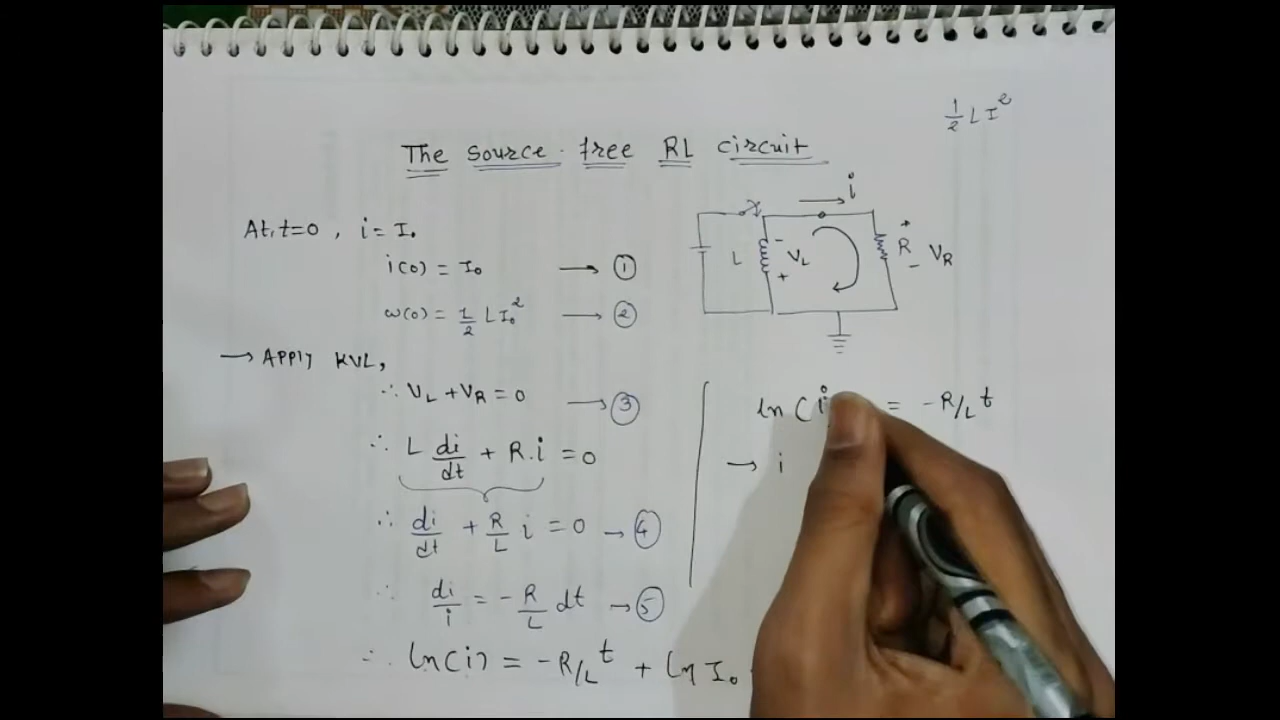 ½ L I²
The source-free RL circuit
At, t=0, i = I₀
i(0) = I₀ → ①
ω(0) = ½ L I₀² → ②
→ Apply KVL,
∴ V_L + V_R = 0 → ③
∴ L di/dt + R.i = 0
∴ di/dt + R/L i = 0 → ④
∴ di/i = -R/L dt → ⑤
∴ ln(i) = -R/L t + ln I₀
i
L
- V_L +
+ R -
V_R
ln(i = -R/L t
→ i